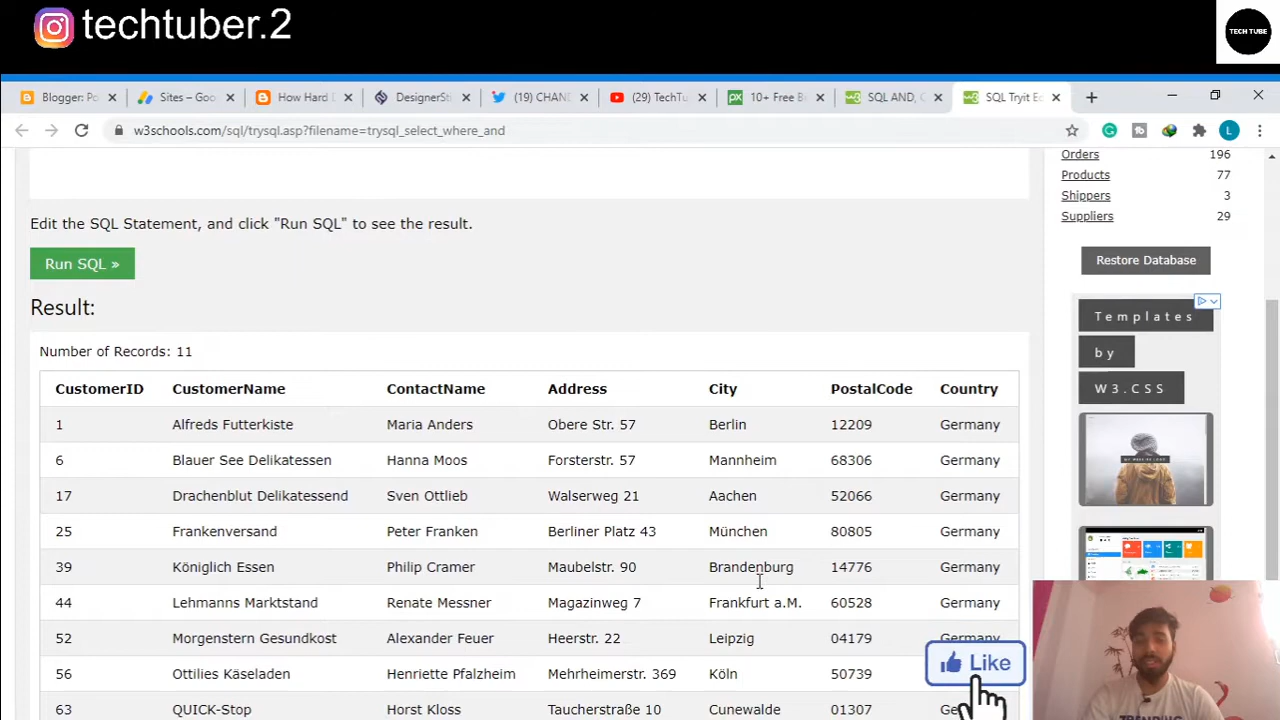 techtuber.2
TECH TUBE
Blogger: Po
Sites – Goo
How Hard D
DesignerSti
(19) CHAN
(29) TechTu
10+ Free B
SQL AND, O
SQL Tryit Ed
w3schools.com/sql/trysql.asp?filename=trysql_select_where_and
Orders 196
Products 77
Shippers 3
Suppliers 29
Edit the SQL Statement, and click "Run SQL" to see the result.
Run SQL »
Restore Database
Result:
Templates
by
W3.CSS
Number of Records: 11
CustomerID CustomerName ContactName Address City PostalCode Country
1 Alfreds Futterkiste Maria Anders Obere Str. 57 Berlin 12209 Germany
6 Blauer See Delikatessen Hanna Moos Forsterstr. 57 Mannheim 68306 Germany
17 Drachenblut Delikatessend Sven Ottlieb Walserweg 21 Aachen 52066 Germany
25 Frankenversand Peter Franken Berliner Platz 43 München 80805 Germany
39 Königlich Essen Philip Cramer Maubelstr. 90 Brandenburg 14776 Germany
44 Lehmanns Marktstand Renate Messner Magazinweg 7 Frankfurt a.M. 60528 Germany
52 Morgenstern Gesundkost Alexander Feuer Heerstr. 22 Leipzig 04179 Germany
56 Ottilies Käseladen Henriette Pfalzheim Mehrheimerstr. 369 Köln 50739
Like
63 QUICK-Stop Horst Kloss Taucherstraße 10 Cunewalde 01307
TRENDING